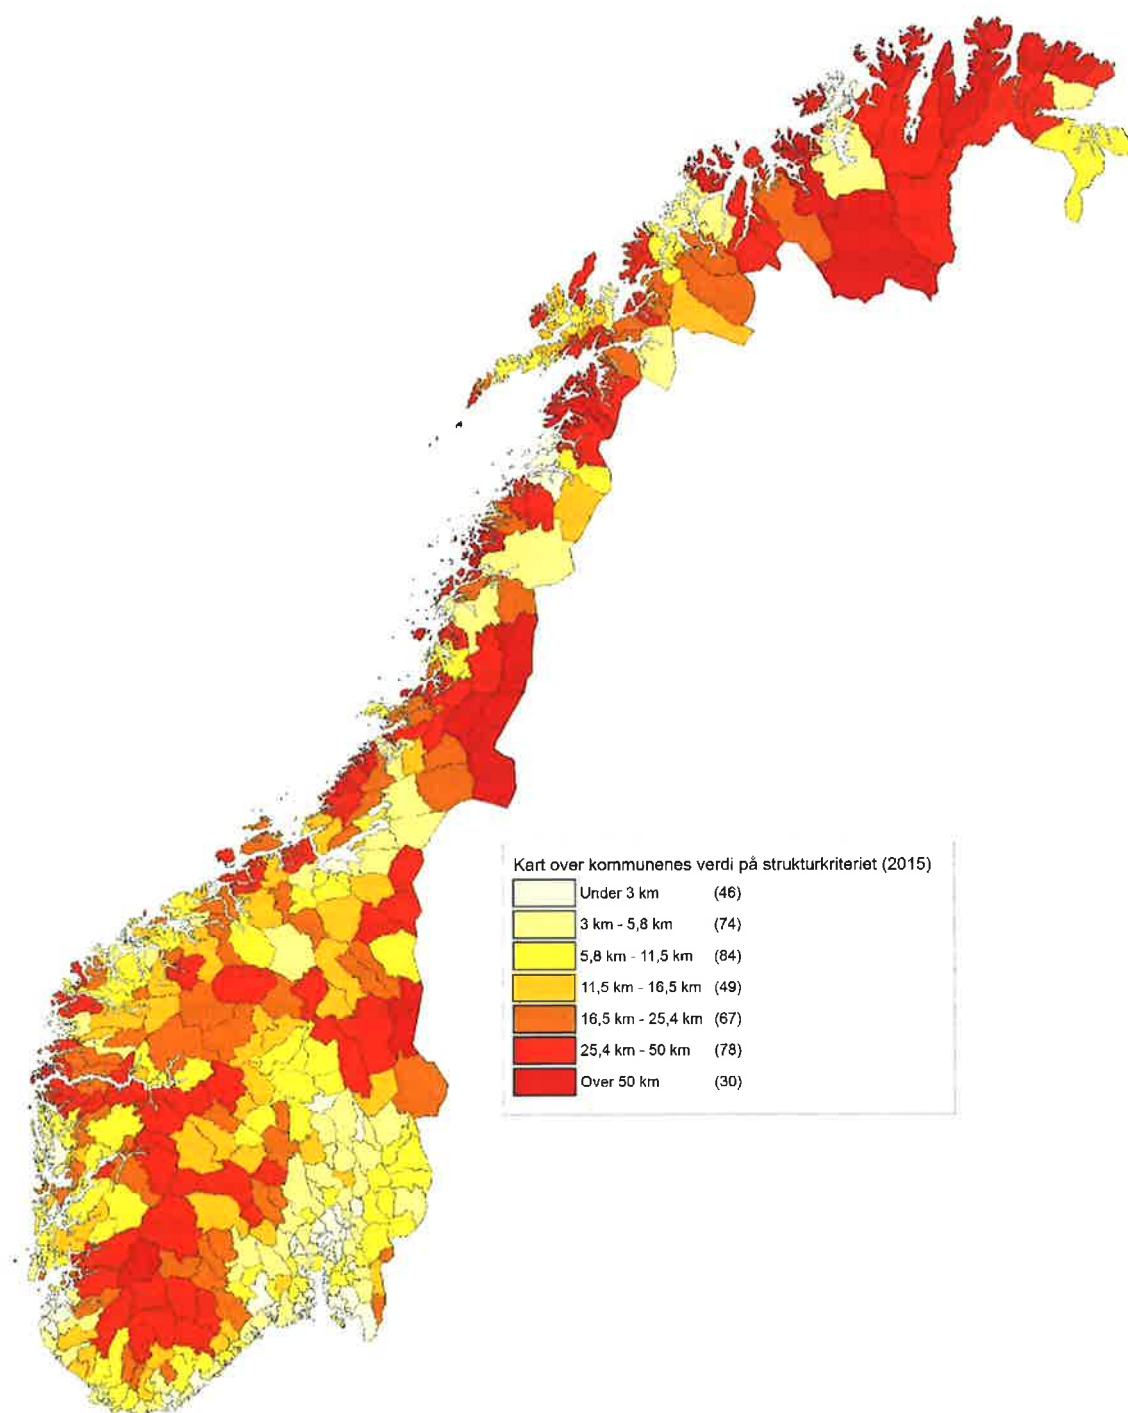 Kart over kommunenes verdi på strukturkriteriet (2015)
Under 3 km (46)
3 km - 5,8 km (74)
5,8 km - 11,5 km (84)
11,5 km - 16,5 km (49)
16,5 km - 25,4 km (67)
25,4 km - 50 km (78)
Over 50 km (30)